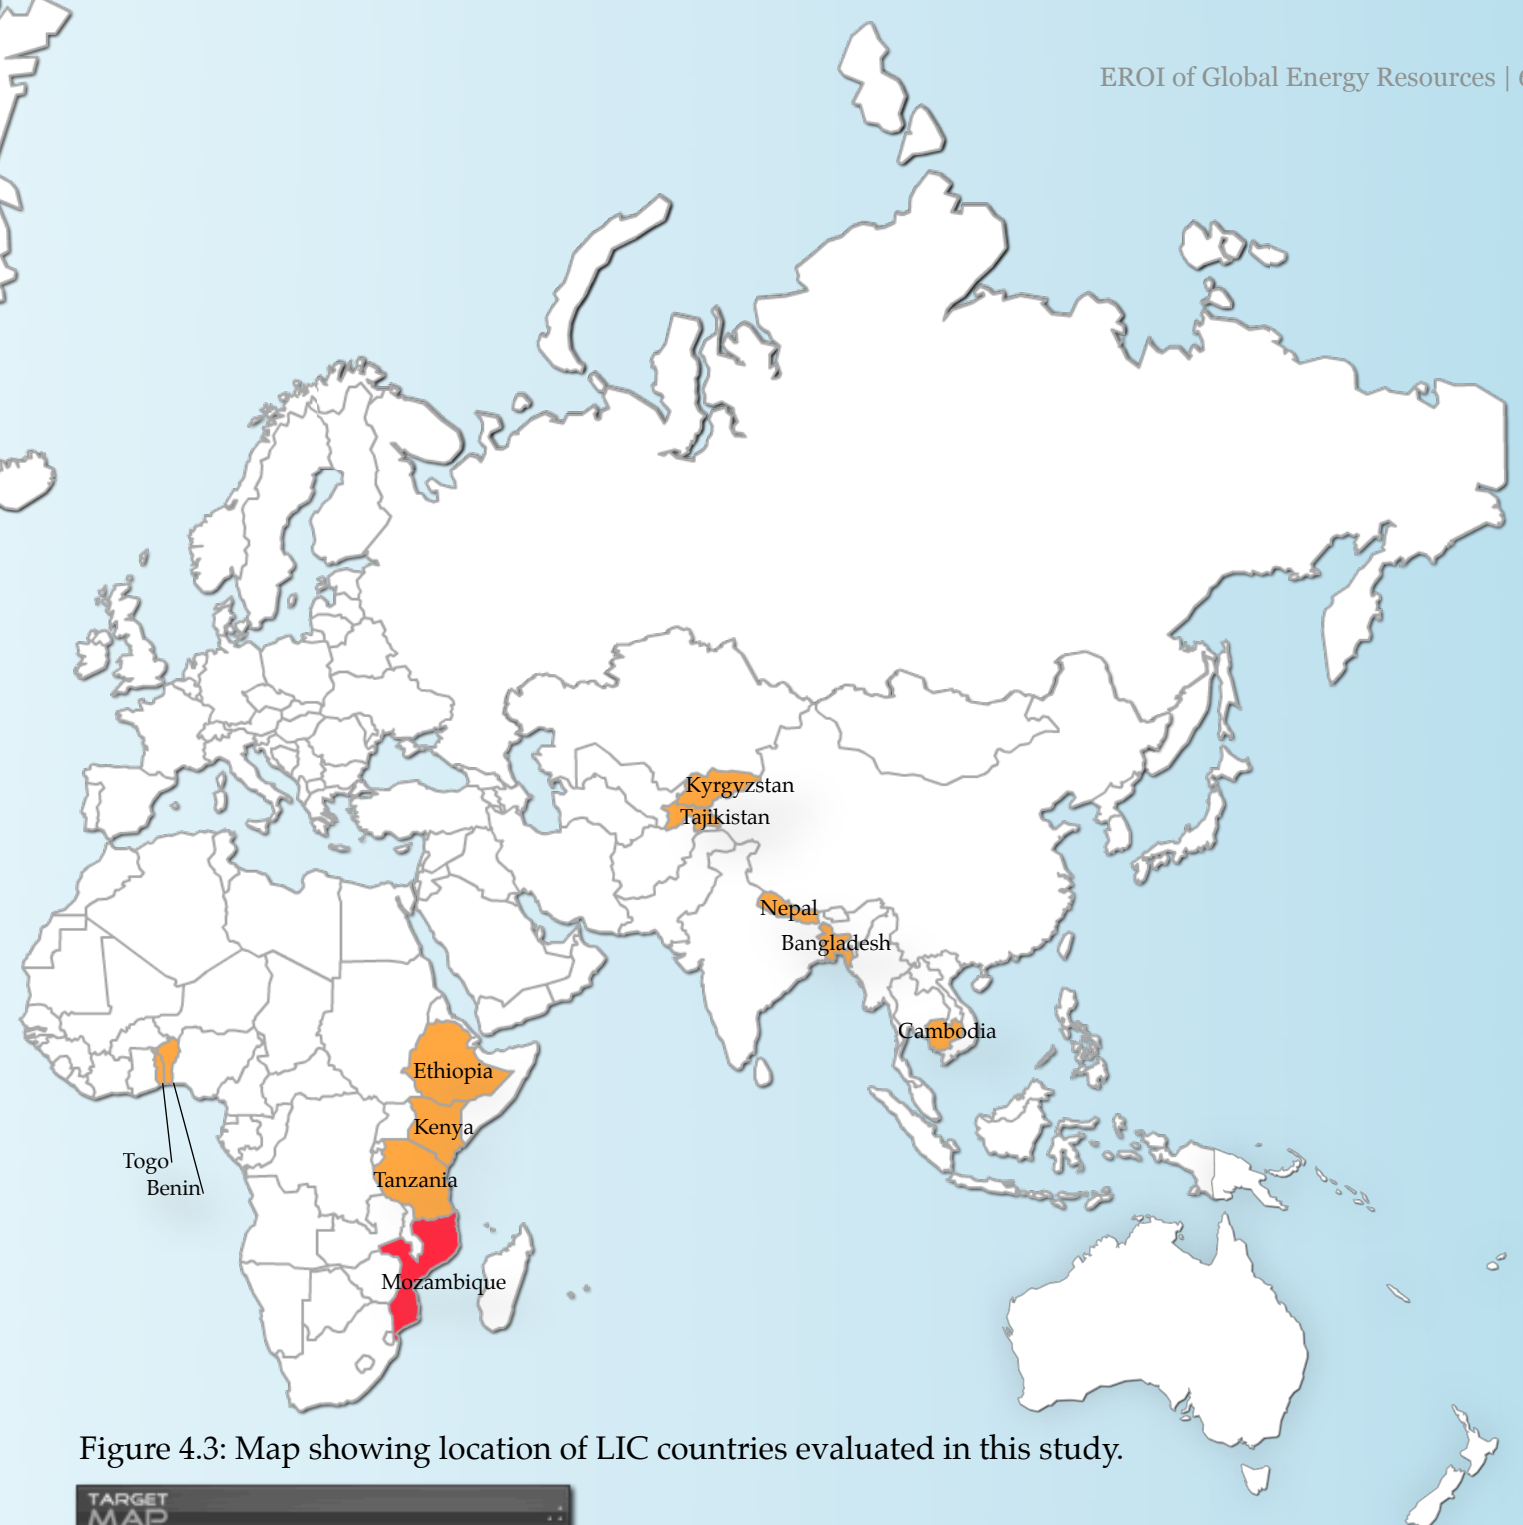 EROI of Global Energy Resources |
Kyrgyzstan
Tajikistan
Nepal
Bangladesh
Cambodia
Ethiopia
Kenya
Togo
Tanzania
Benin
Mozambique
Figure 4.3: Map showing location of LIC countries evaluated in this study.
TARGET
MAP